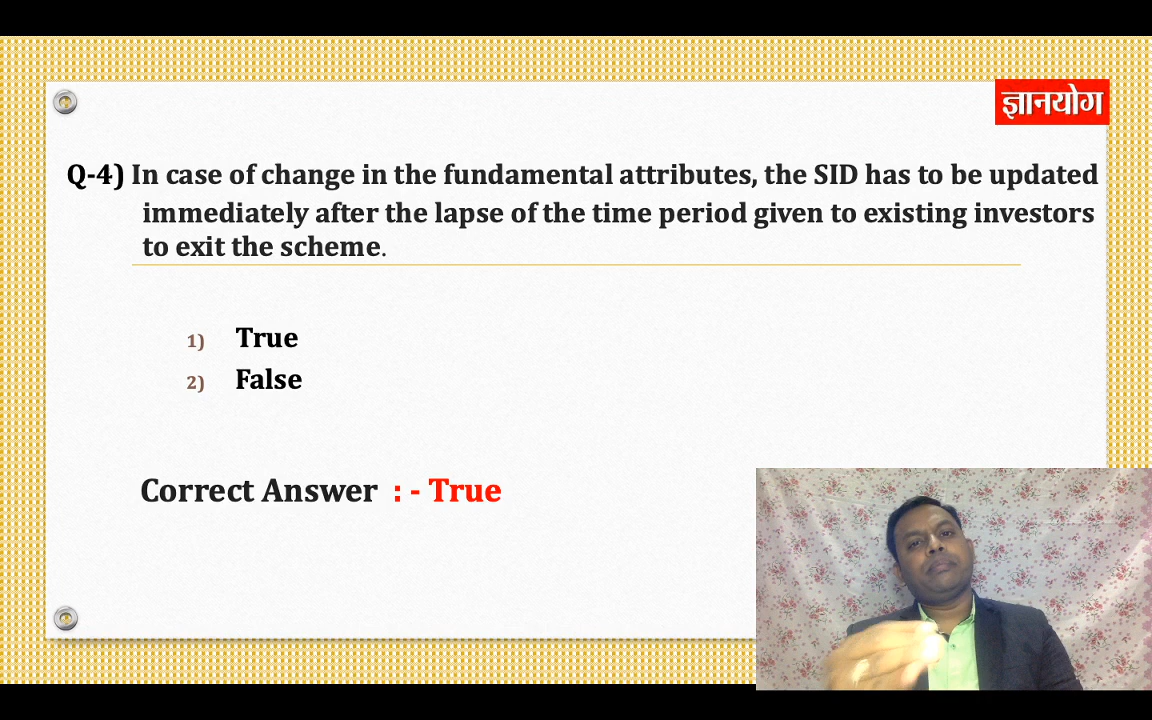 ज्ञानयोग
Q-4) In case of change in the fundamental attributes, the SID has to be updated
immediately after the lapse of the time period given to existing investors
to exit the scheme.
1) True
2) False
Correct Answer : - True